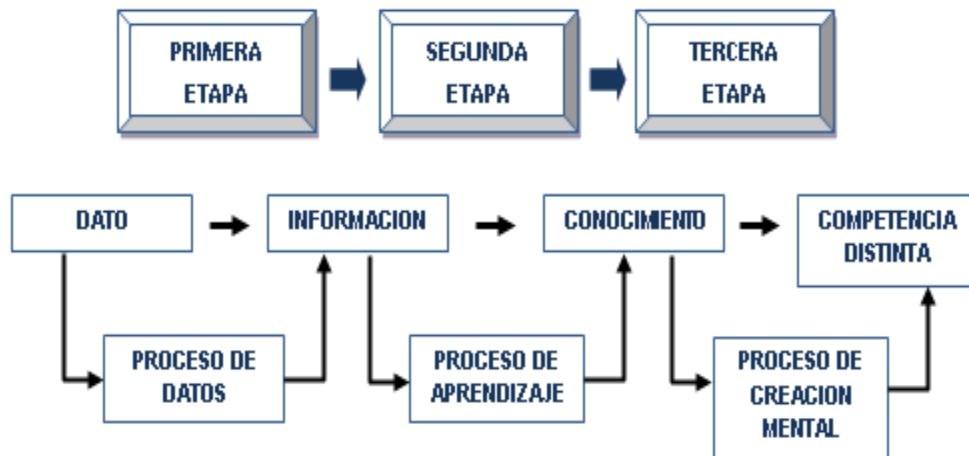 PRIMERA
ETAPA
SEGUNDA
ETAPA
TERCERA
ETAPA
DATO
INFORMACION
CONOCIMIENTO
COMPETENCIA
DISTINTA
PROCESO DE
DATOS
PROCESO DE
APRENDIZAJE
PROCESO DE
CREACION
MENTAL